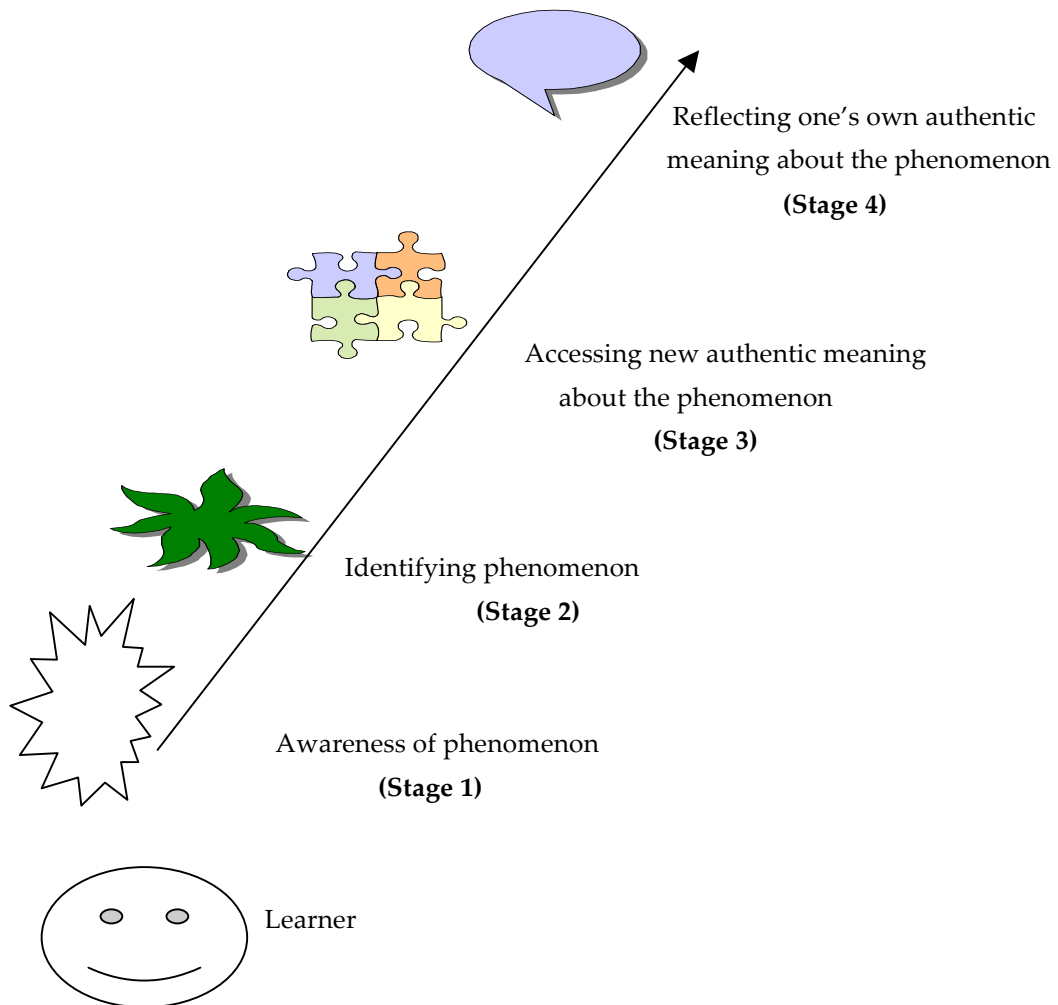 Reflecting one’s own authentic
meaning about the phenomenon
(Stage 4)
Accessing new authentic meaning
about the phenomenon
(Stage 3)
Identifying phenomenon
(Stage 2)
Awareness of phenomenon
(Stage 1)
Learner